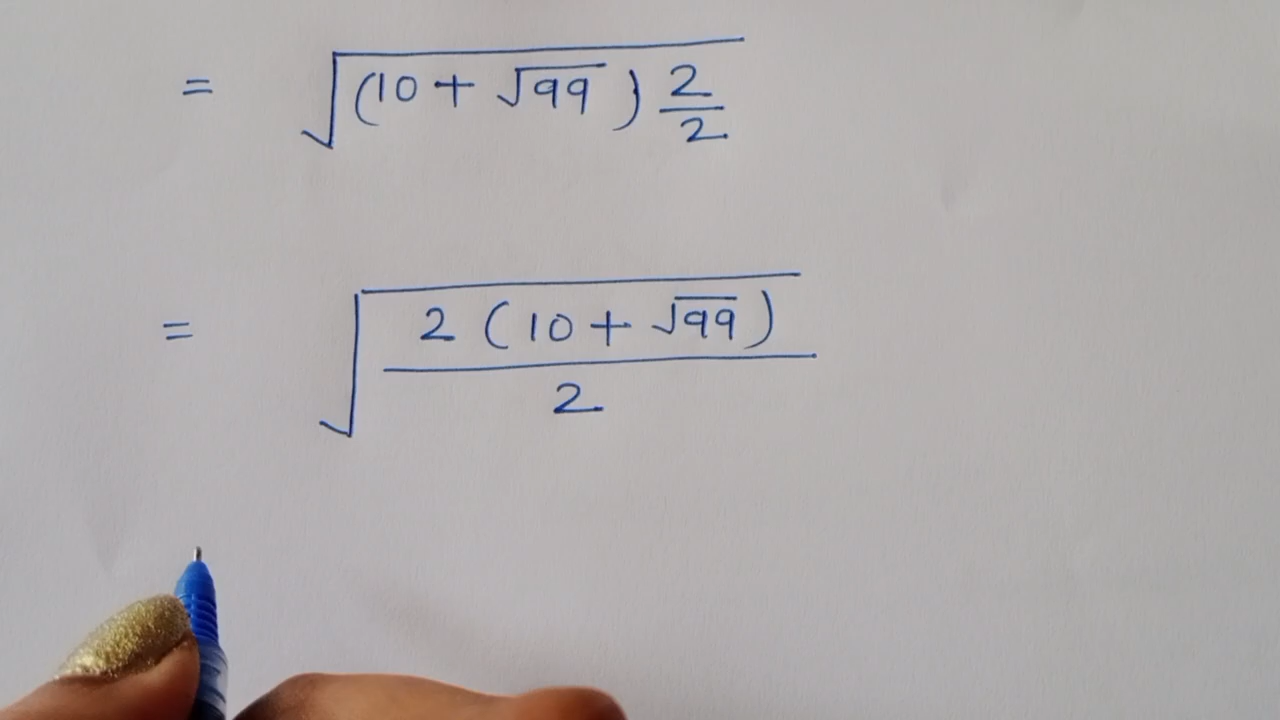 = √((10 + √99) 2/2)
= √(2 (10 + √99) / 2)